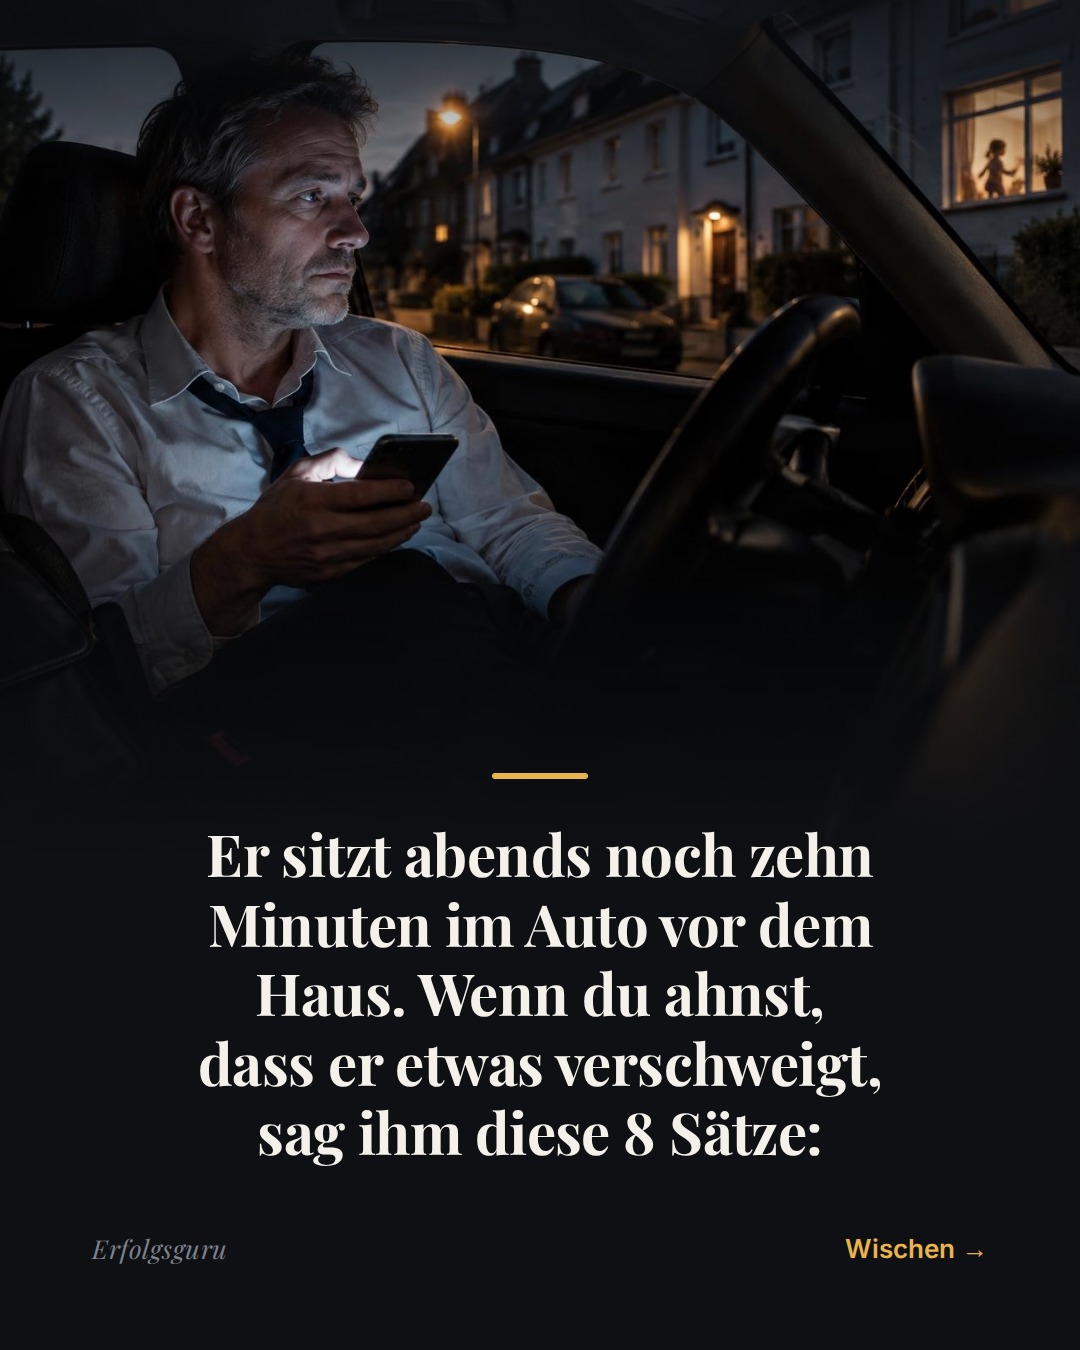 Er sitzt abends noch zehn
Minuten im Auto vor dem
Haus. Wenn du ahnst,
dass er etwas verschweigt,
sag ihm diese 8 Sätze:
Erfolgsguru
Wischen →